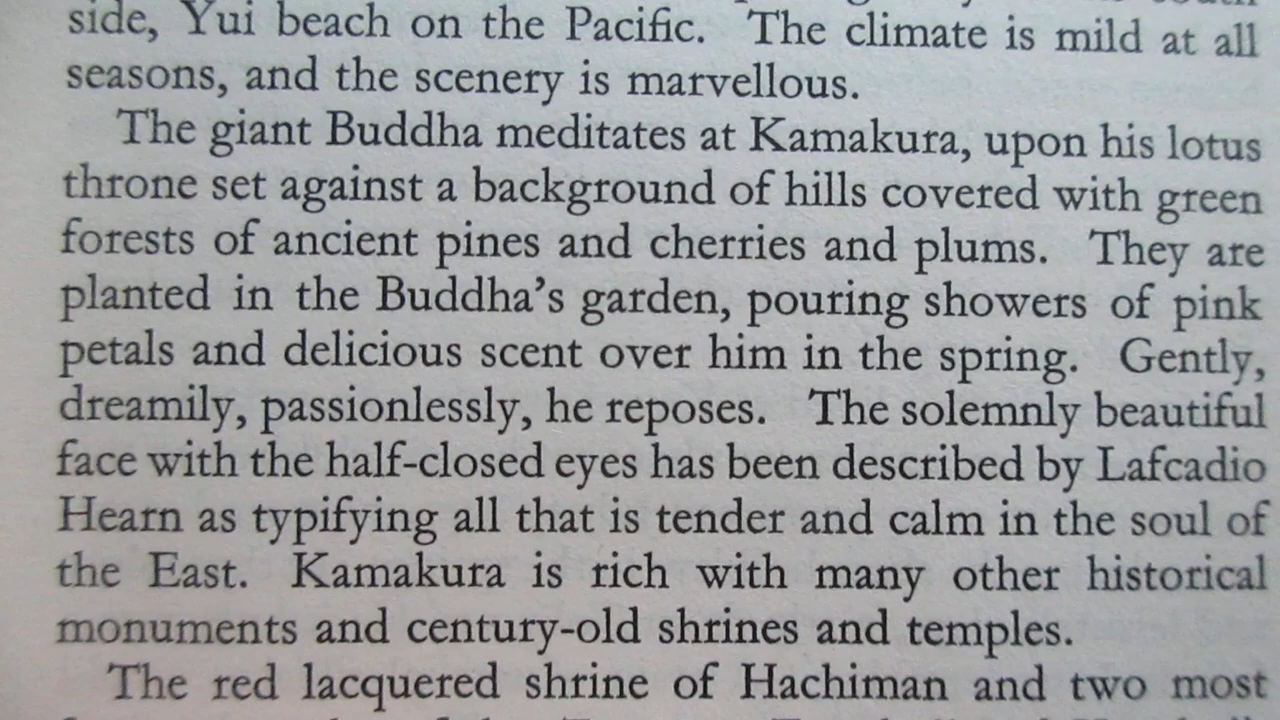 side, Yui beach on the Pacific. The climate is mild at all
seasons, and the scenery is marvellous.
The giant Buddha meditates at Kamakura, upon his lotus
throne set against a background of hills covered with green
forests of ancient pines and cherries and plums. They are
planted in the Buddha's garden, pouring showers of pink
petals and delicious scent over him in the spring. Gently,
dreamily, passionlessly, he reposes. The solemnly beautiful
face with the half-closed eyes has been described by Lafcadio
Hearn as typifying all that is tender and calm in the soul of
the East. Kamakura is rich with many other historical
monuments and century-old shrines and temples.
The red lacquered shrine of Hachiman and two most